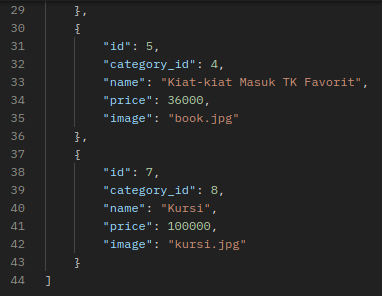 29 },
30 {
31 "id": 5,
32 "category_id": 4,
33 "name": "Kiat-kiat Masuk TK Favorit",
34 "price": 36000,
35 "image": "book.jpg"
36 },
37 {
38 "id": 7,
39 "category_id": 8,
40 "name": "Kursi",
41 "price": 100000,
42 "image": "kursi.jpg"
43 }
44 ]